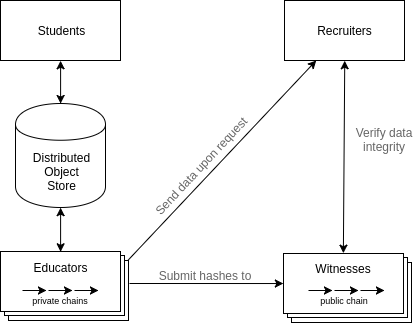 Students
Recruiters
Distributed
Object
Store
Send data upon request
Verify data
integrity
Educators
private chains
Submit hashes to
Witnesses
public chain